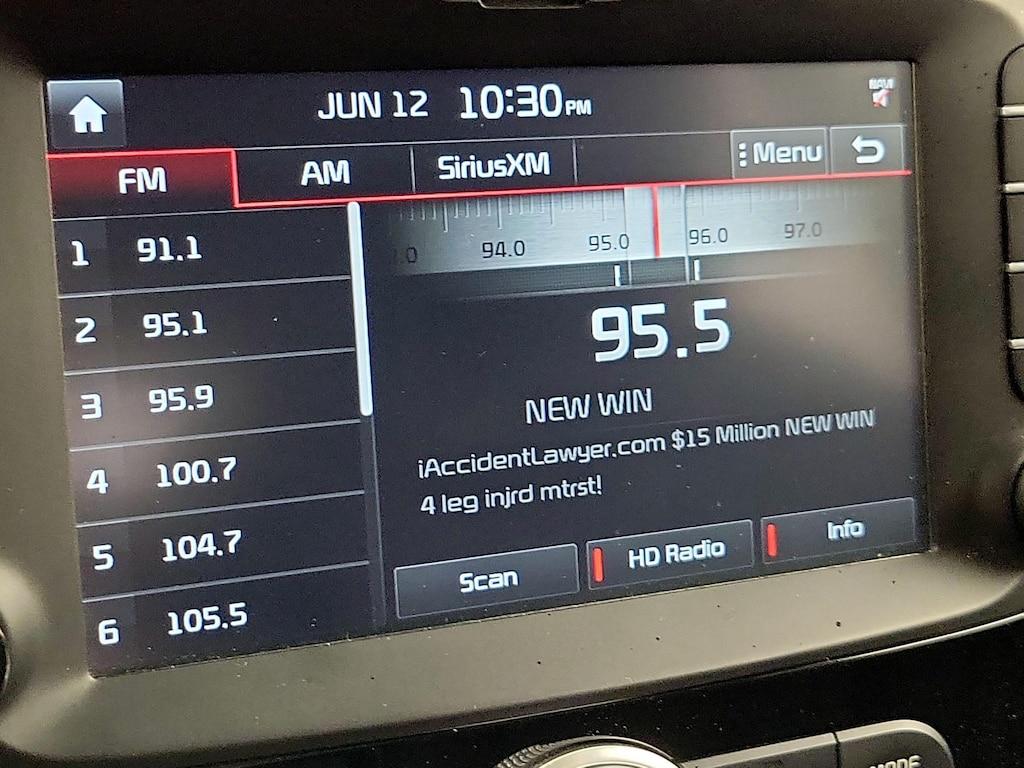 JUN 12 10:30 PM
NAVI
FM AM SiriusXM Menu
94.0 95.0 96.0 97.0
1 91.1
2 95.1
3 95.9
4 100.7
5 104.7
6 105.5
95.5
NEW WIN
iAccidentLawyer.com $15 Million NEW WIN
4 leg injrd mtrst!
Scan HD Radio Info
MODE